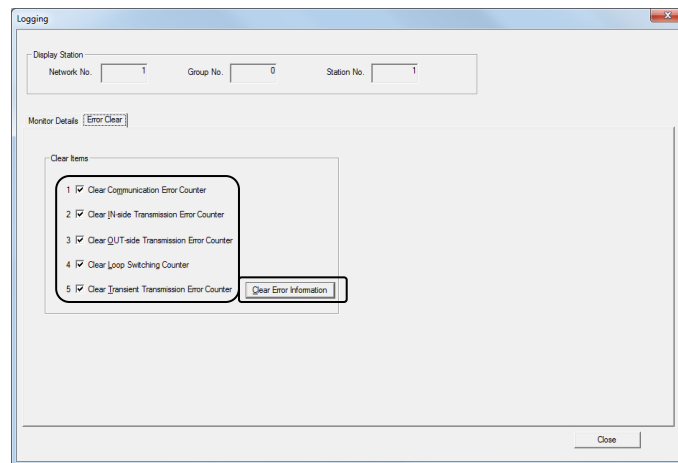 Logging
Display Station
Network No. 1 Group No. 0 Station No. 1
Monitor Details Error Clear
Clear Items
1 Clear Communication Error Counter
2 Clear IN-side Transmission Error Counter
3 Clear OUT-side Transmission Error Counter
4 Clear Loop Switching Counter
5 Clear Transient Transmission Error Counter Clear Error Information
Close